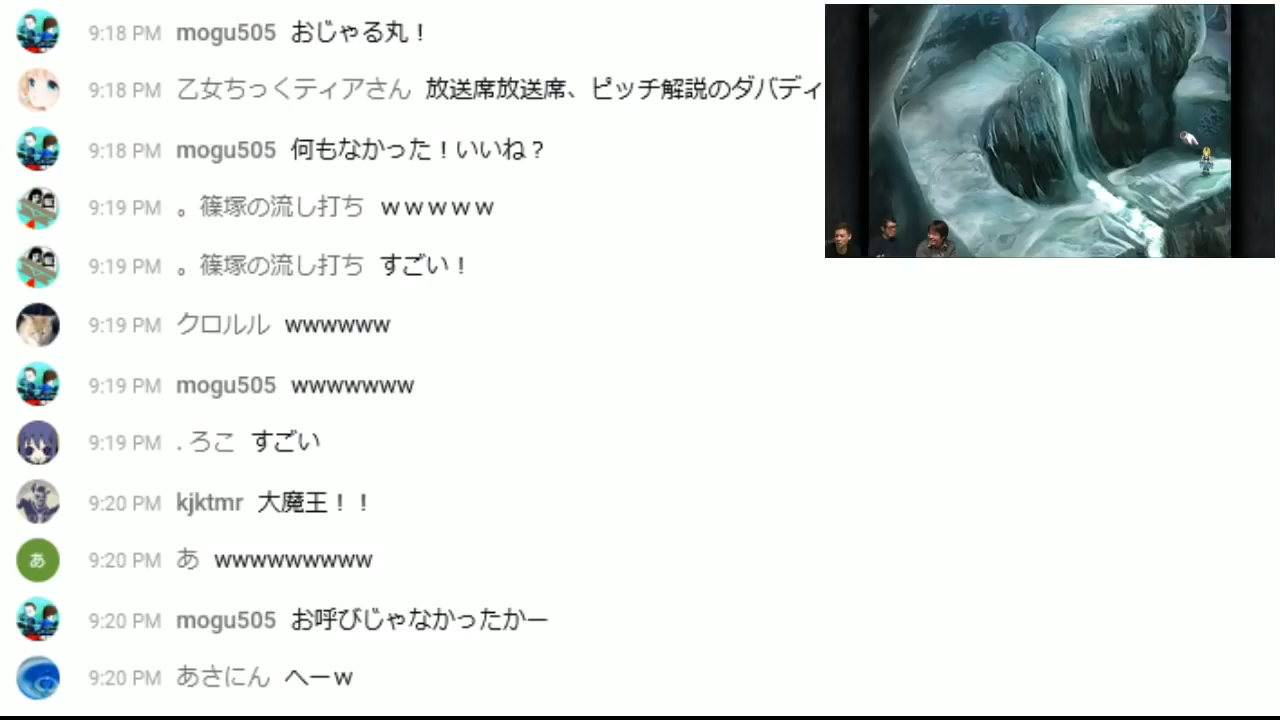 9:18 PM mogu505 おじゃる丸！
9:18 PM 乙女ちっくティアさん 放送席放送席、ピッチ解説のダバディ
9:18 PM mogu505 何もなかった！いいね？
9:19 PM 。篠塚の流し打ち ｗｗｗｗｗ
9:19 PM 。篠塚の流し打ち すごい！
9:19 PM クロルル wwwwww
9:19 PM mogu505 wwwwwww
9:19 PM . ろこ すごい
9:20 PM kjktmr 大魔王！！
あ 9:20 PM あ wwwwwwwww
9:20 PM mogu505 お呼びじゃなかったかー
9:20 PM あさにん へーｗ